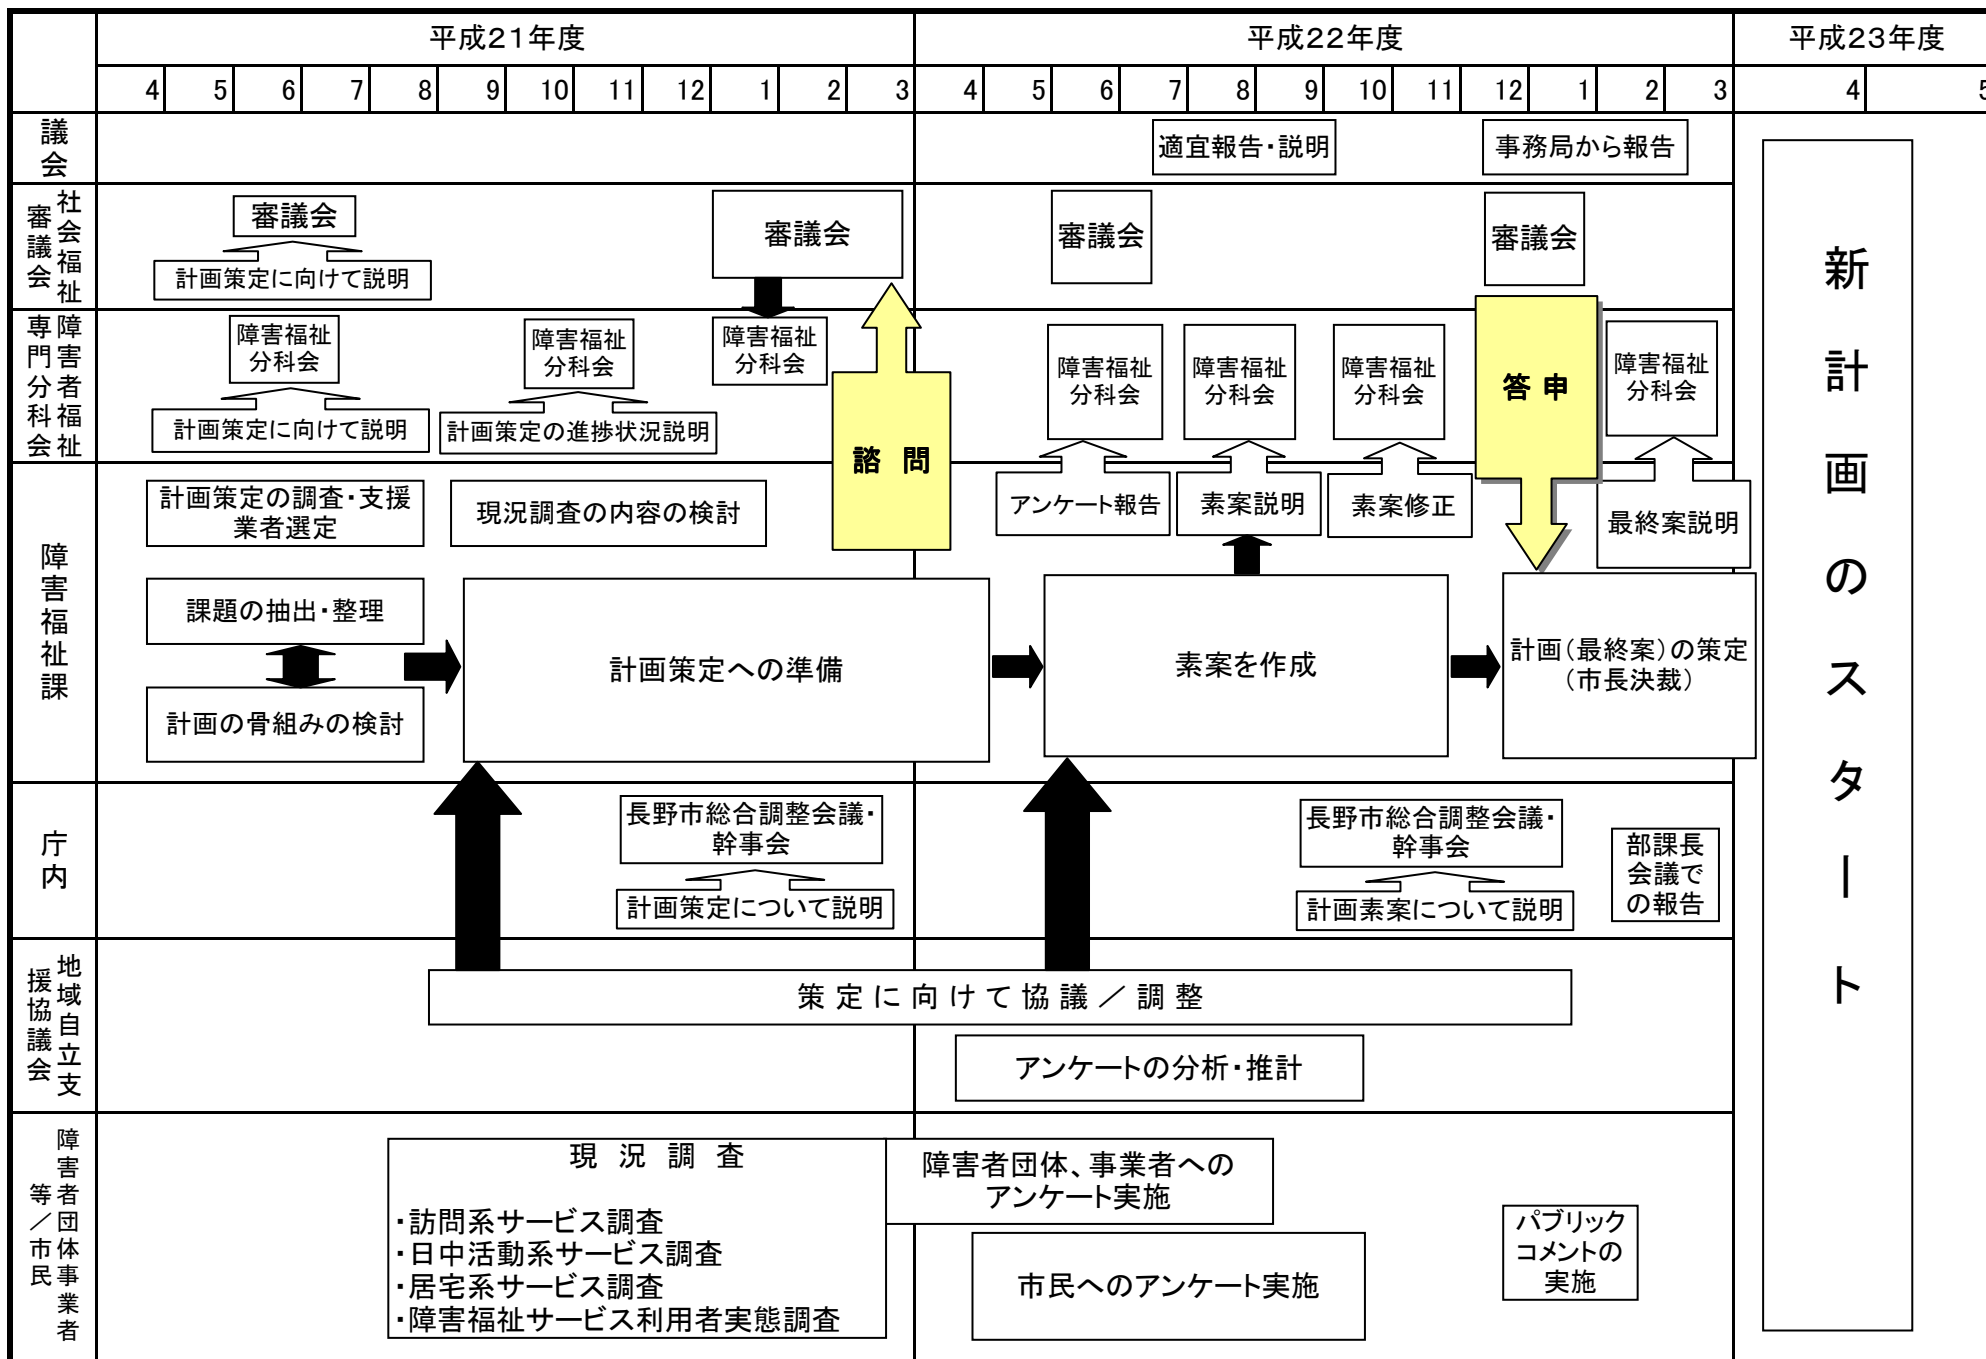 平成21年度
平成22年度
平成23年度
4 5 6 7 8 9 10 11 12 1 2 3 4 5 6 7 8 9 10 11 12 1 2 3 4 5
議会
適宜報告・説明
事務局から報告
社会福祉
審議会
審議会
計画策定に向けて説明
審議会
審議会
審議会
障害者福祉
専門分科会
障害福祉
分科会
計画策定に向けて説明
障害福祉
分科会
計画策定の進捗状況説明
障害福祉
分科会
諮 問
障害福祉
分科会
障害福祉
分科会
障害福祉
分科会
答 申
障害福祉
分科会
障害福祉課
計画策定の調査・支援
業者選定
現況調査の内容の検討
アンケート報告
素案説明
素案修正
最終案説明
課題の抽出・整理
計画の骨組みの検討
計画策定への準備
素案を作成
計画（最終案）の策定
（市長決裁）
庁内
長野市総合調整会議・
幹事会
計画策定について説明
長野市総合調整会議・
幹事会
計画素案について説明
部課長
会議で
の報告
地域自立支
援協議会
策定に向けて協議／調整
アンケートの分析・推計
障害者団体事業者
等／市民
現 況 調 査
・訪問系サービス調査
・日中活動系サービス調査
・居宅系サービス調査
・障害福祉サービス利用者実態調査
障害者団体、事業者への
アンケート実施
市民へのアンケート実施
パブリック
コメントの
実施
新計画のスタート